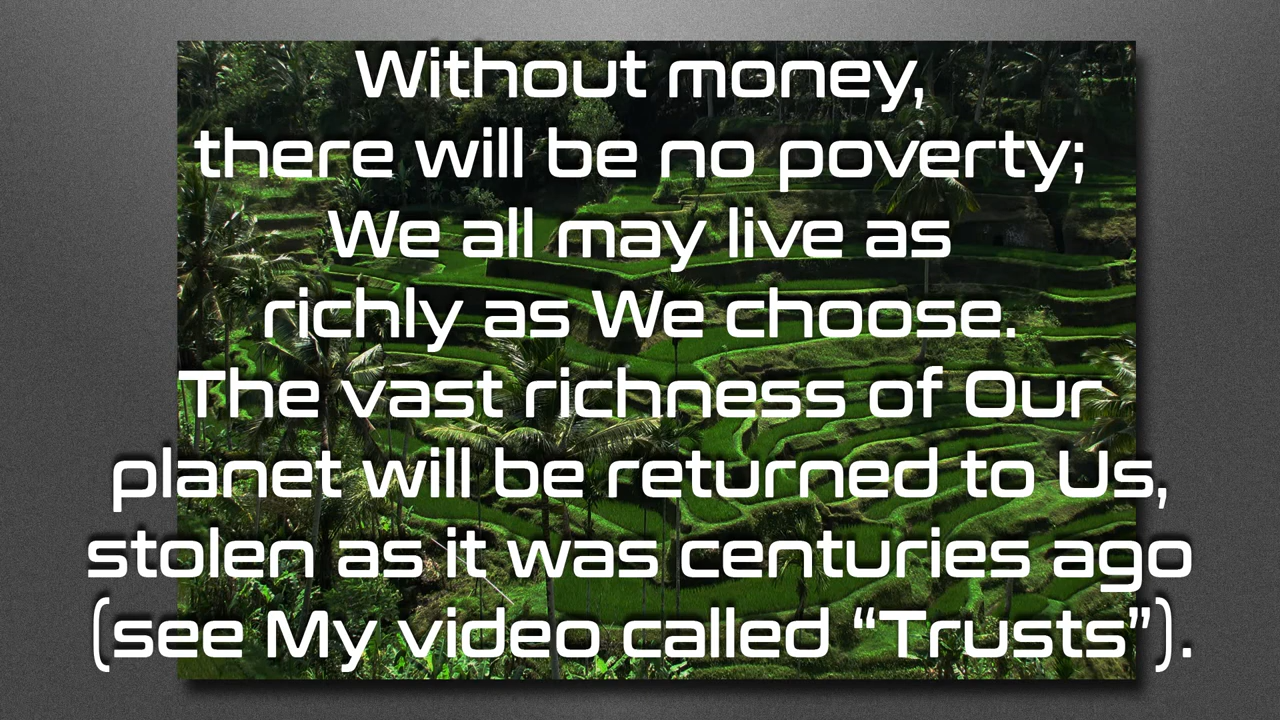 Without money,
there will be no poverty;
We all may live as
richly as We choose.
The vast richness of Our
planet will be returned to Us,
stolen as it was centuries ago
(see My video called “Trusts”).